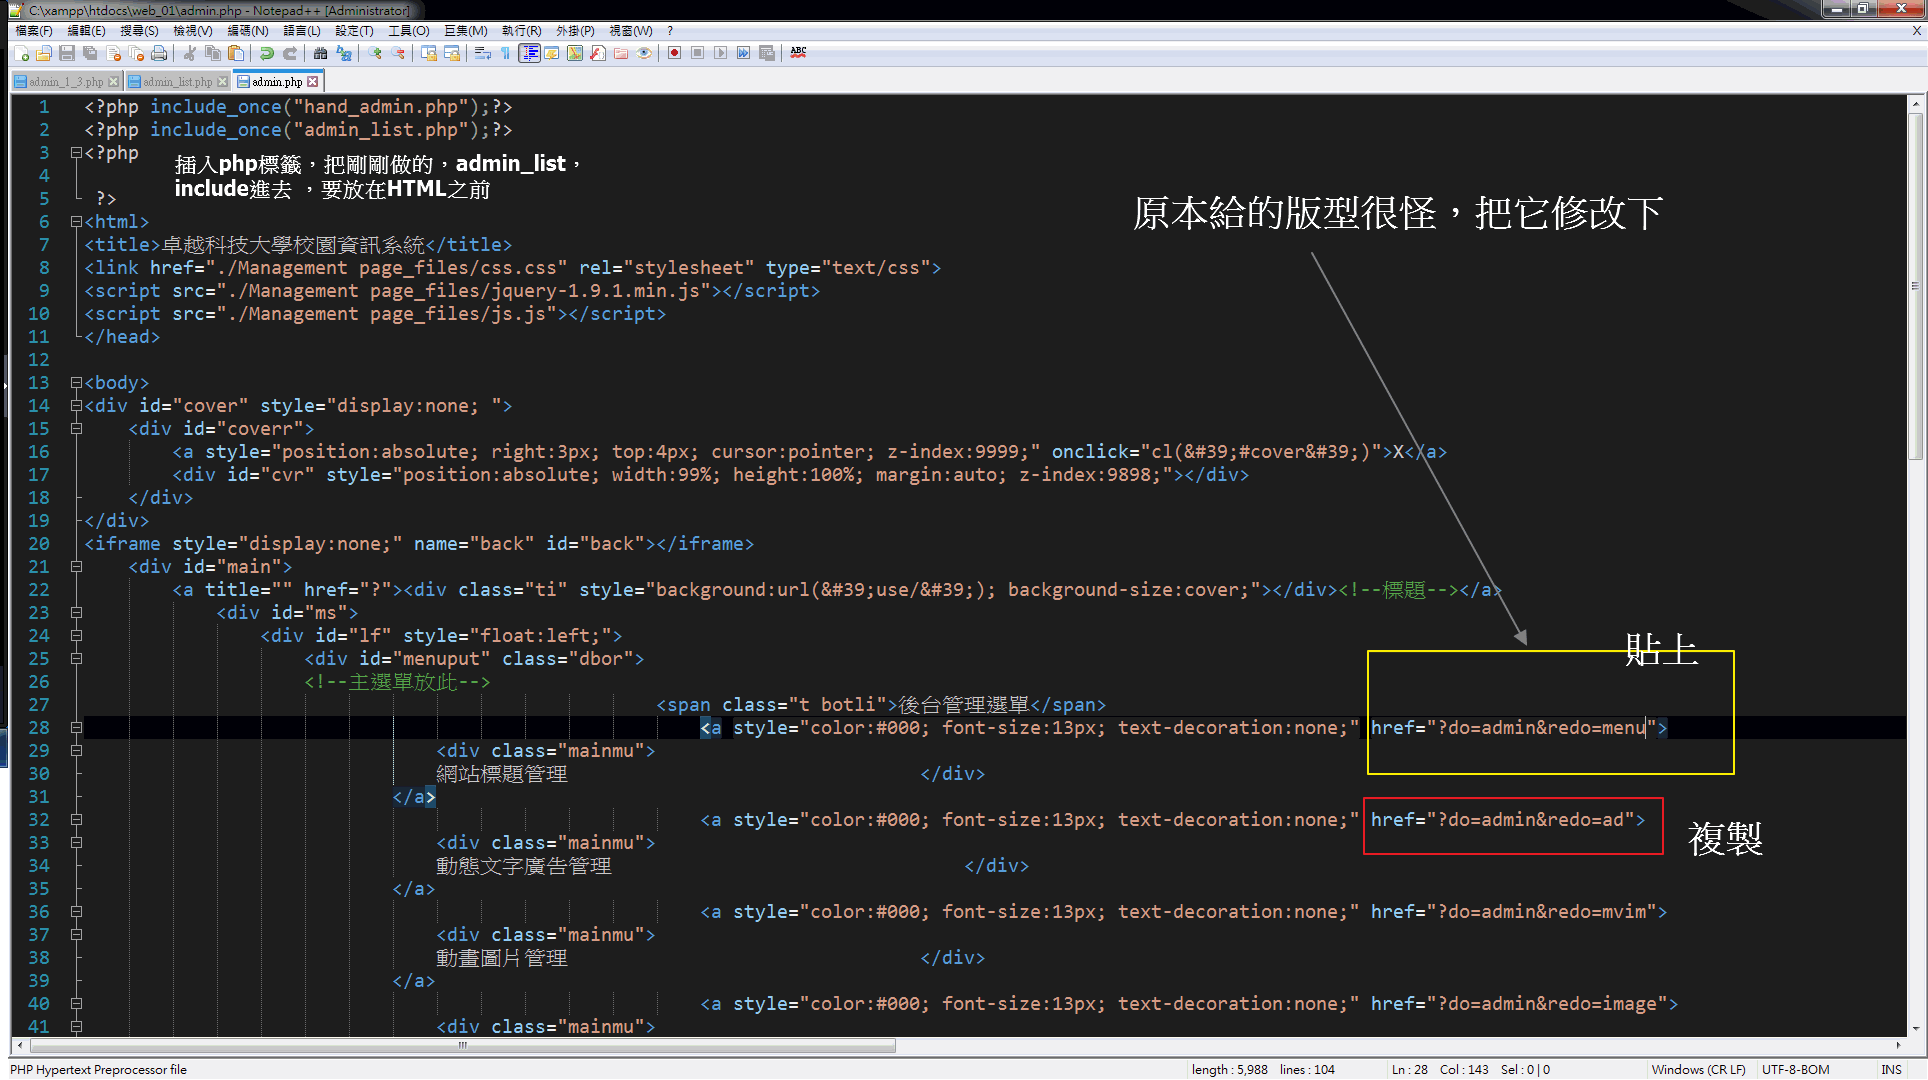 C:\xampp\htdocs\web_01\admin.php - Notepad++ [Administrator]
檔案(F) 編輯(E) 搜尋(S) 檢視(V) 編碼(N) 語言(L) 設定(T) 工具(O) 巨集(M) 執行(R) 外掛(P) 視窗(W) ? X
admin_1_3.php admin_list.php admin.php
1 <?php include_once("hand_admin.php");?>
2 <?php include_once("admin_list.php");?>
3 <?php
插入php標籤，把剛剛做的，admin_list，
4
include進去 ，要放在HTML之前
5 ?>
原本給的版型很怪，把它修改下
6 <html>
7 <title>卓越科技大學校園資訊系統</title>
8 <link href="./Management page_files/css.css" rel="stylesheet" type="text/css">
9 <script src="./Management page_files/jquery-1.9.1.min.js"></script>
10 <script src="./Management page_files/js.js"></script>
11 </head>
12
13 <body>
14 <div id="cover" style="display:none; ">
15 <div id="coverr">
16 <a style="position:absolute; right:3px; top:4px; cursor:pointer; z-index:9999;" onclick="cl(&#39;#cover&#39;)">X</a>
17 <div id="cvr" style="position:absolute; width:99%; height:100%; margin:auto; z-index:9898;"></div>
18 </div>
19 </div>
20 <iframe style="display:none;" name="back" id="back"></iframe>
21 <div id="main">
22 <a title="" href="?"><div class="ti" style="background:url(&#39;use/&#39;); background-size:cover;"></div><!--標題--></a>
23 <div id="ms">
24 <div id="lf" style="float:left;">
貼上
25 <div id="menuput" class="dbor">
26 <!--主選單放此-->
27 <span class="t botli">後台管理選單</span>
28 <a style="color:#000; font-size:13px; text-decoration:none;" href="?do=admin&redo=menu">
29 <div class="mainmu">
30 網站標題管理 </div>
31 </a>
32 <a style="color:#000; font-size:13px; text-decoration:none;" href="?do=admin&redo=ad">
複製
33 <div class="mainmu">
34 動態文字廣告管理 </div>
35 </a>
36 <a style="color:#000; font-size:13px; text-decoration:none;" href="?do=admin&redo=mvim">
37 <div class="mainmu">
38 動畫圖片管理 </div>
39 </a>
40 <a style="color:#000; font-size:13px; text-decoration:none;" href="?do=admin&redo=image">
41 <div class="mainmu">
PHP Hypertext Preprocessor file length : 5,988 lines : 104 Ln : 28 Col : 143 Sel : 0 | 0 Windows (CR LF) UTF-8-BOM INS